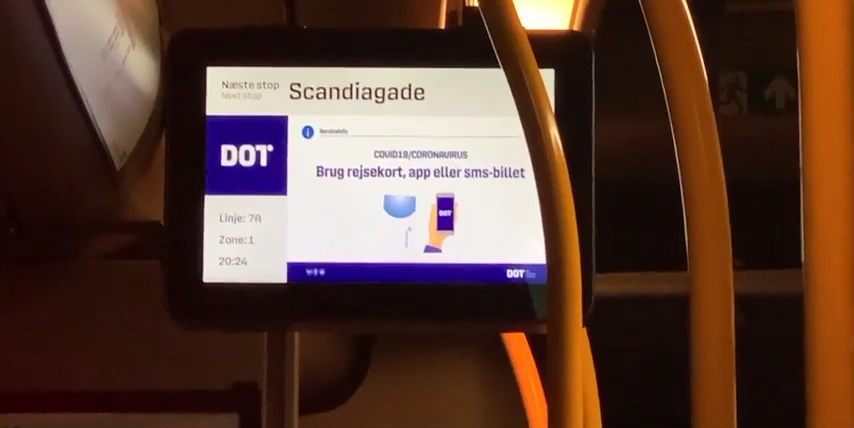 Næste stop
Next stop
Scandiagade
DOT
i Serviceinfo
COVID19/CORONAVIRUS
Brug rejsekort, app eller sms-billet
DOT
Linje: 7A
Zone:1
20:24
DOT